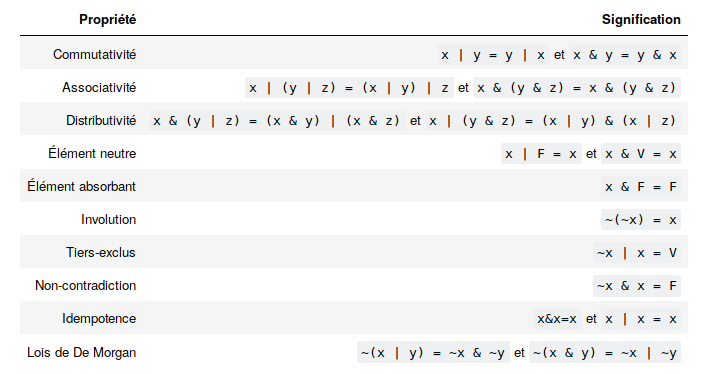 Propriété Signification
Commutativité x | y = y | x et x & y = y & x
Associativité x | (y | z) = (x | y) | z et x & (y & z) = x & (y & z)
Distributivité x & (y | z) = (x & y) | (x & z) et x | (y & z) = (x | y) & (x | z)
Élément neutre x | F = x et x & V = x
Élément absorbant x & F = F
Involution ~(~x) = x
Tiers-exclus ~x | x = V
Non-contradiction ~x & x = F
Idempotence x&x=x et x | x = x
Lois de De Morgan ~(x | y) = ~x & ~y et ~(x & y) = ~x | ~y